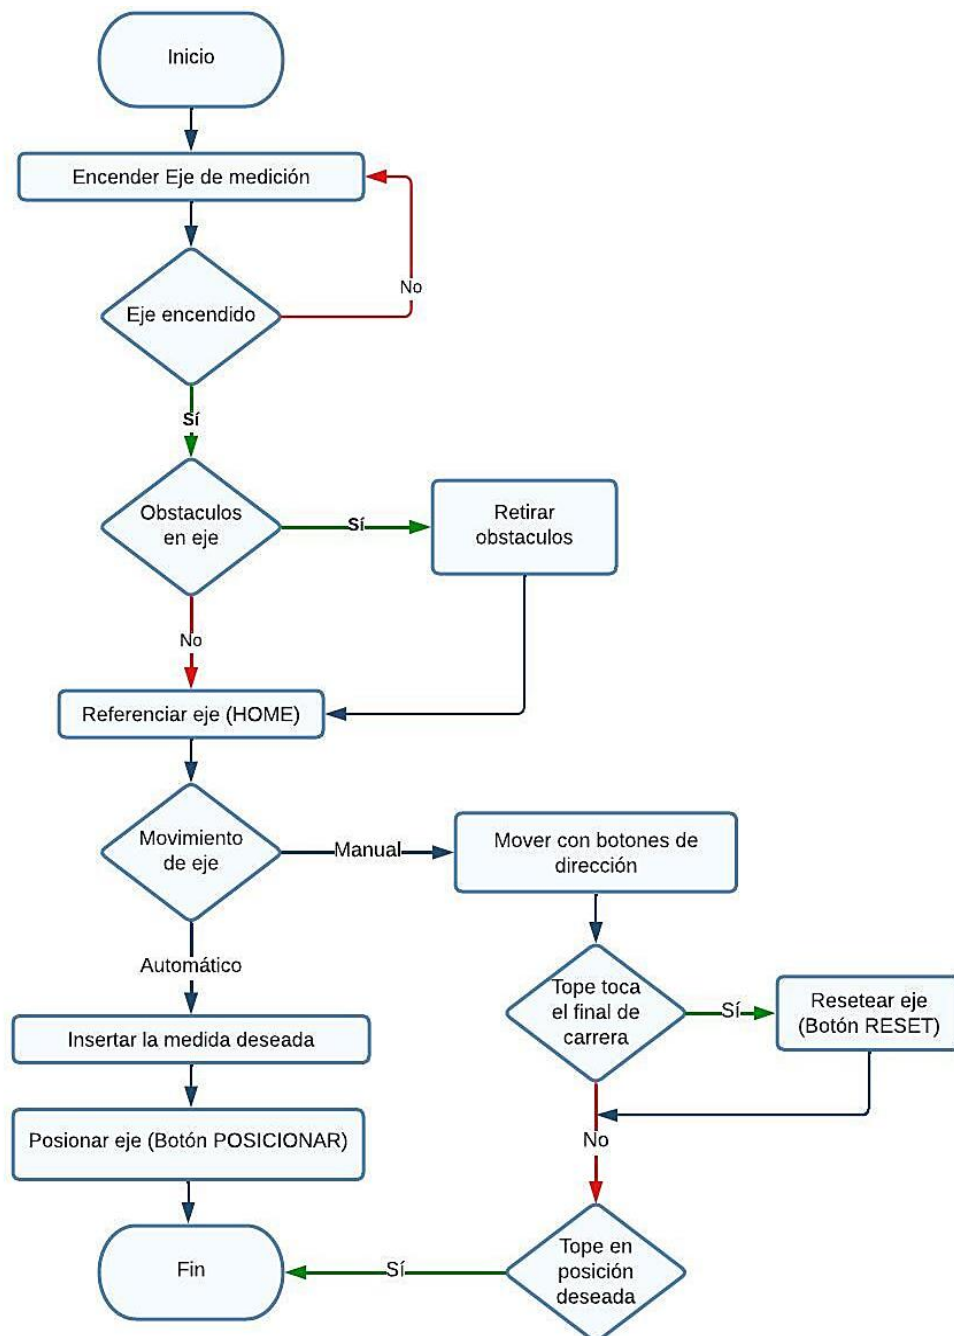 Inicio
Encender Eje de medición
No
Eje encendido
Sí
Obstaculos
en eje
Sí
Retirar
obstaculos
No
Referenciar eje (HOME)
Movimiento
de eje
Manual
Mover con botones de
dirección
Automático
Tope toca
el final de
carrera
Sí
Resetear eje
(Botón RESET)
Insertar la medida deseada
No
Posionar eje (Botón POSICIONAR)
Tope en
posición
deseada
Sí
Fin